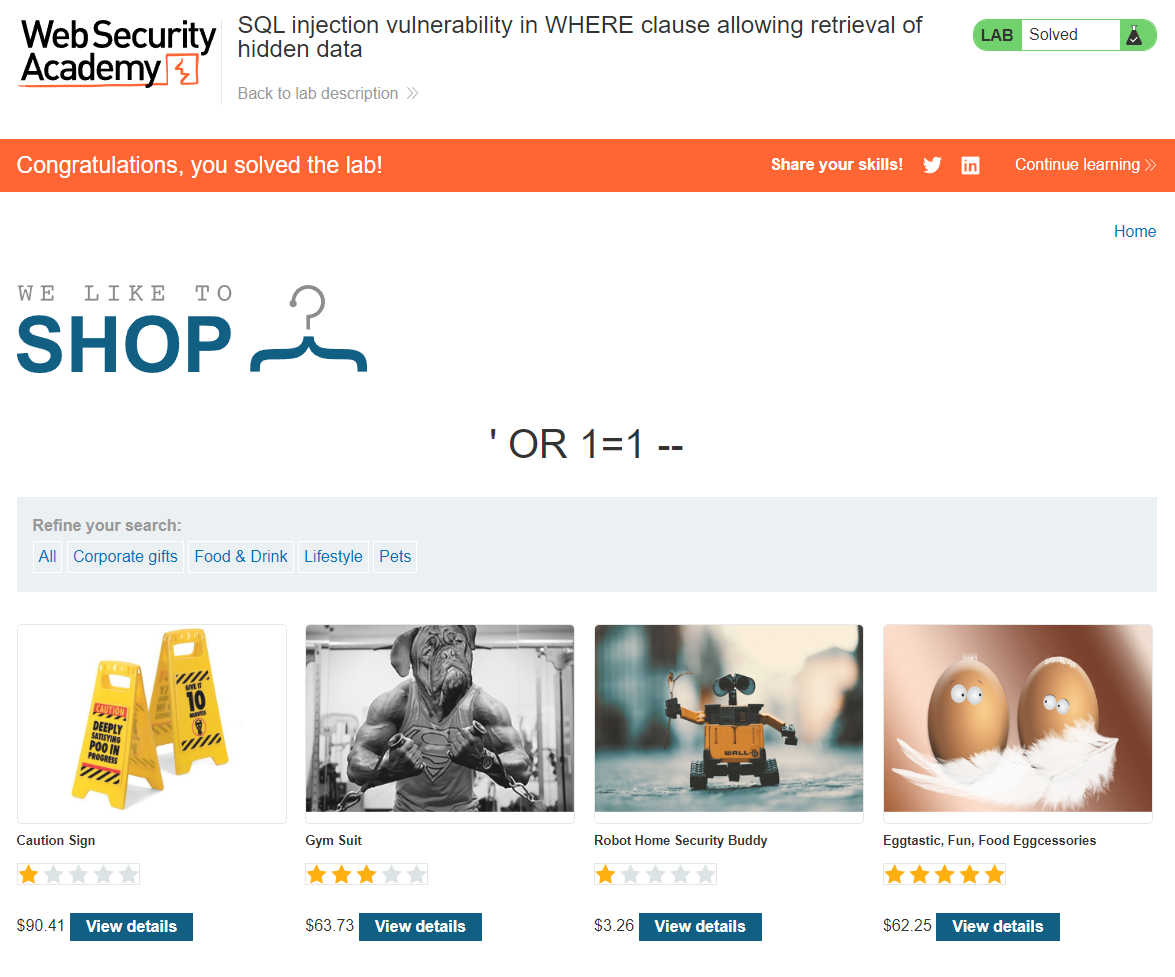 Web Security
Academy
SQL injection vulnerability in WHERE clause allowing retrieval of
hidden data
Back to lab description
LAB Solved
Congratulations, you solved the lab!
Share your skills!
in
Continue learning
Home
WE LIKE TO
SHOP
' OR 1=1 --
Refine your search:
All Corporate gifts Food & Drink Lifestyle Pets
CAUTION
DEEPLY
SATISFYING
POO IN
PROGRESS
GIVE IT
10
MINUTES
WALL
Caution Sign
Gym Suit
Robot Home Security Buddy
Eggtastic, Fun, Food Eggcessories
$90.41 View details
$63.73 View details
$3.26 View details
$62.25 View details